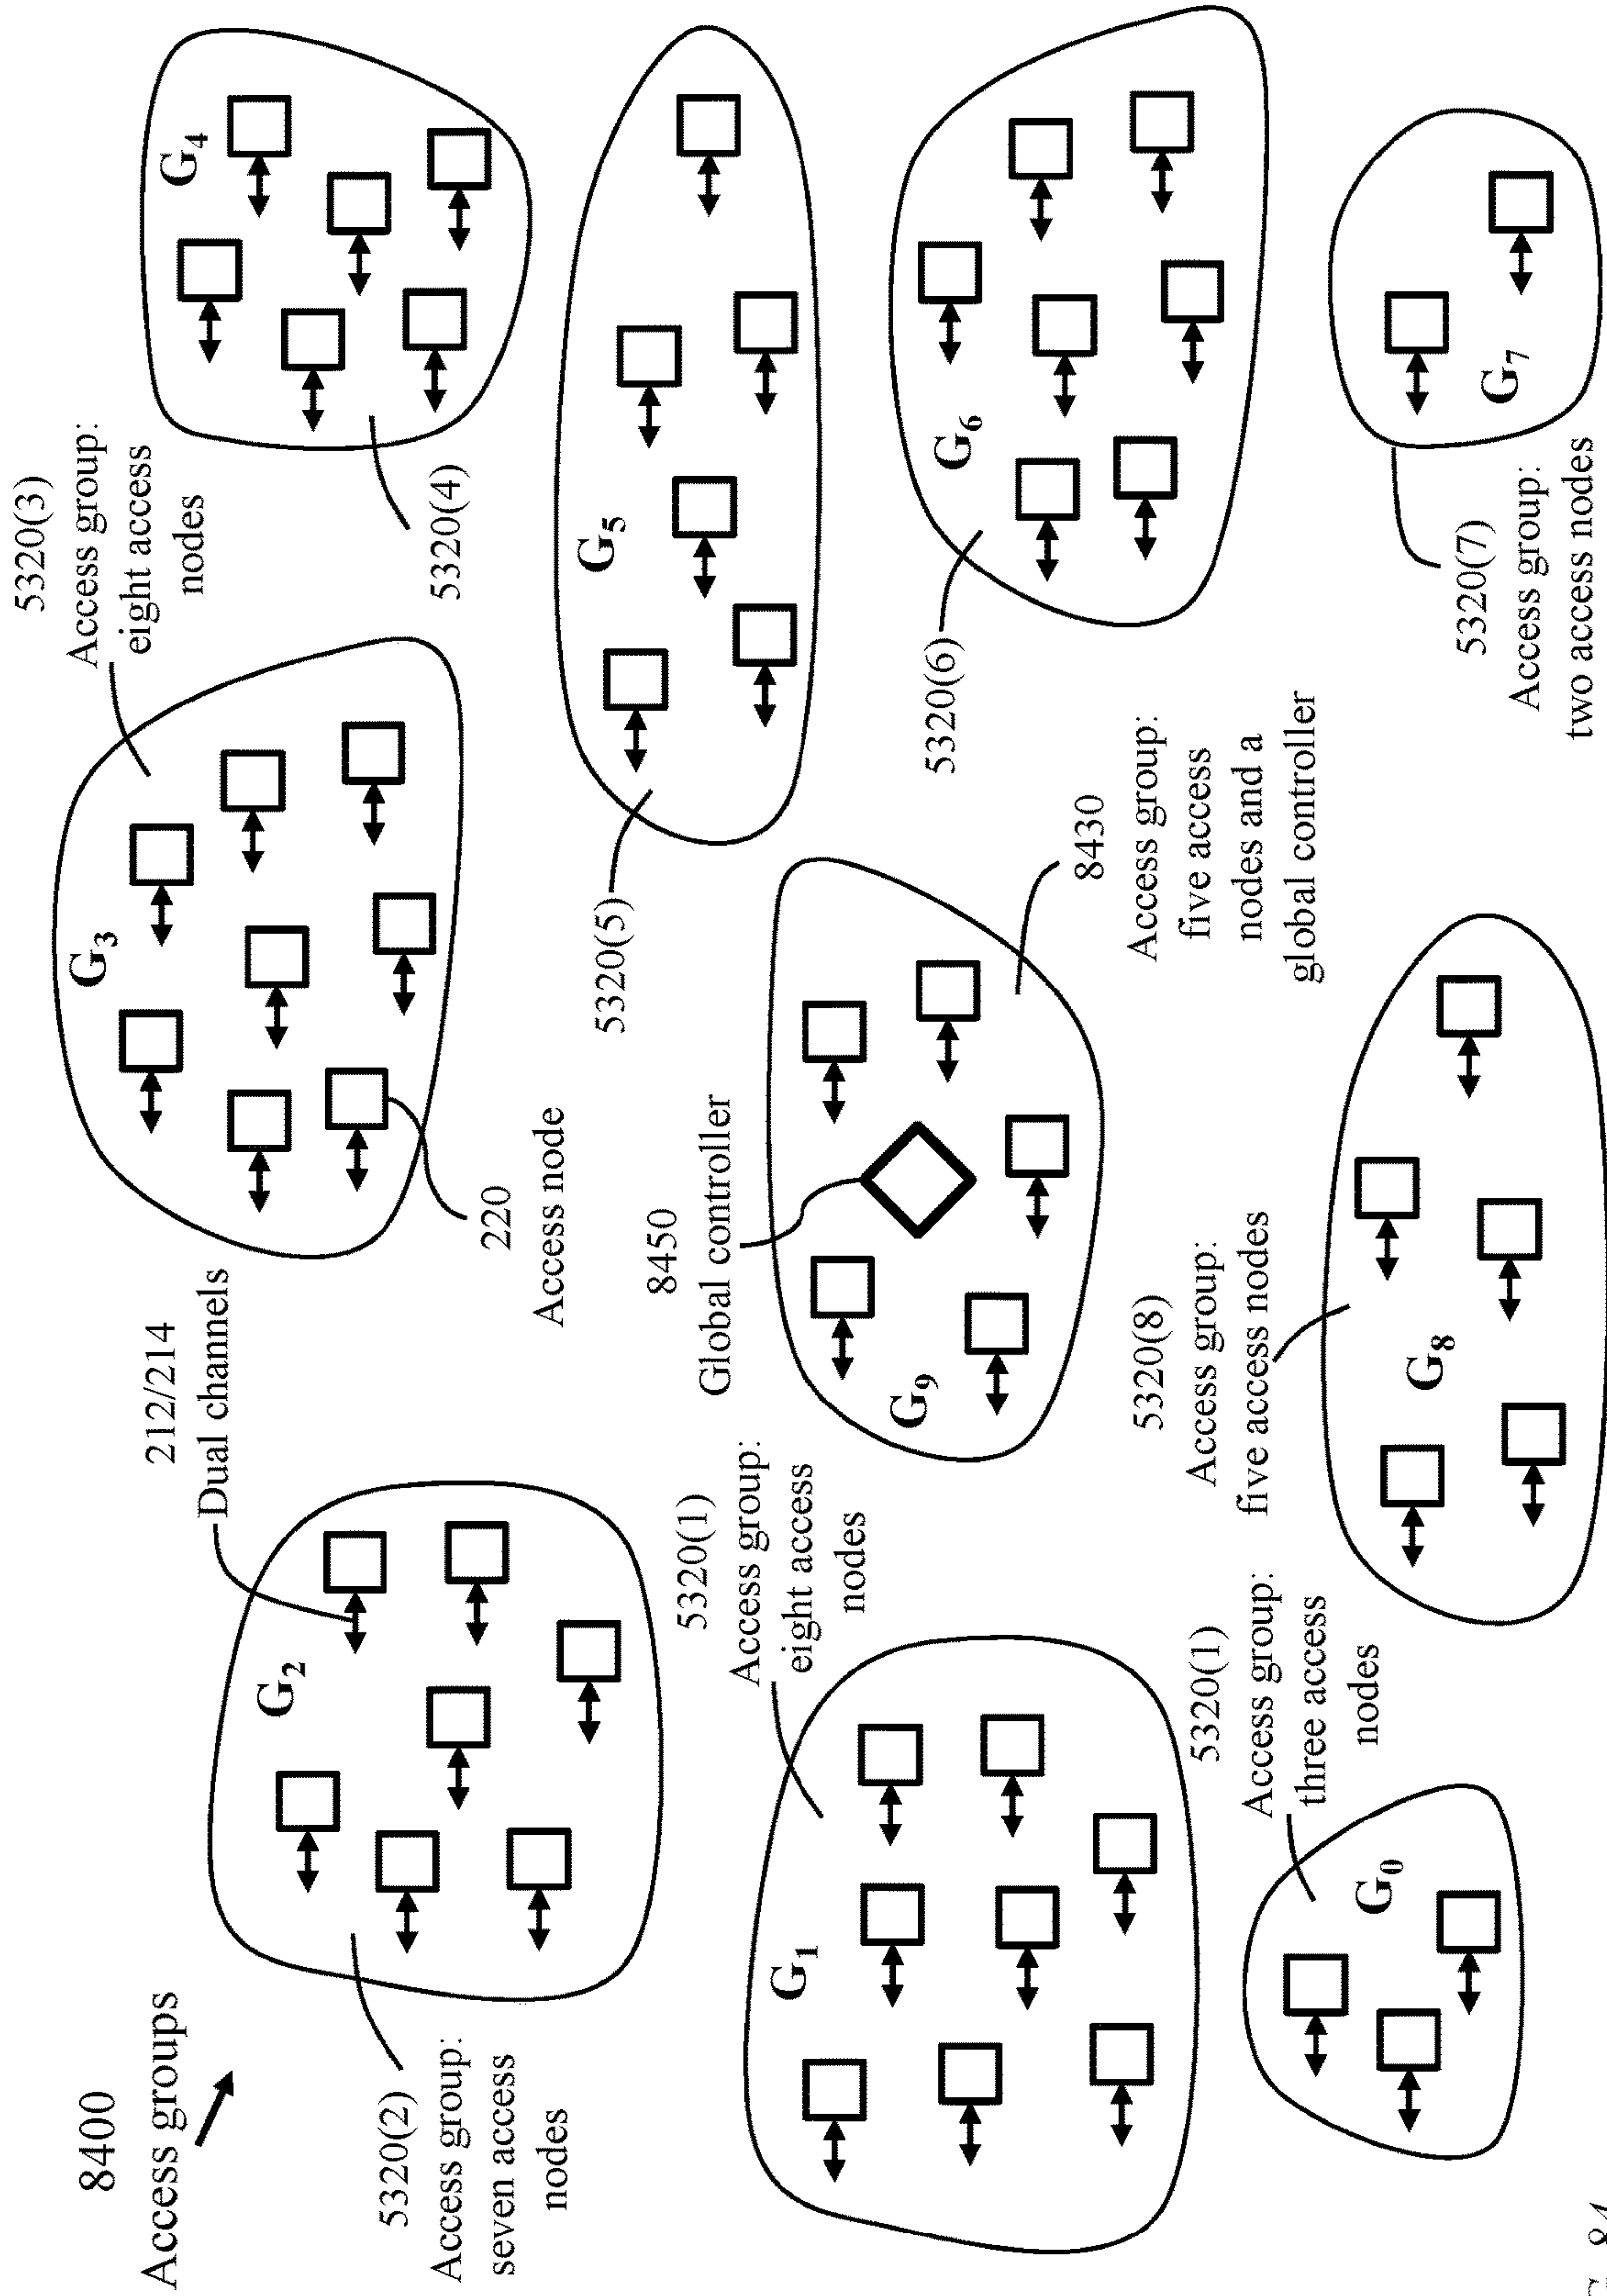 8400
Access groups
5320(2)
Access group:
seven access
nodes
G2
212/214
Dual channels
5320(3)
Access group:
eight access
nodes
G3
220
Access node
G4
5320(4)
G5
5320(5)
5320(1)
Access group:
eight access
nodes
G1
8450
Global controller
G9
8430
Access group:
five access
nodes and a
global controller
G6
5320(6)
5320(1)
Access group:
three access
nodes
G0
5320(8)
Access group:
five access nodes
G8
G7
5320(7)
Access group:
two access nodes